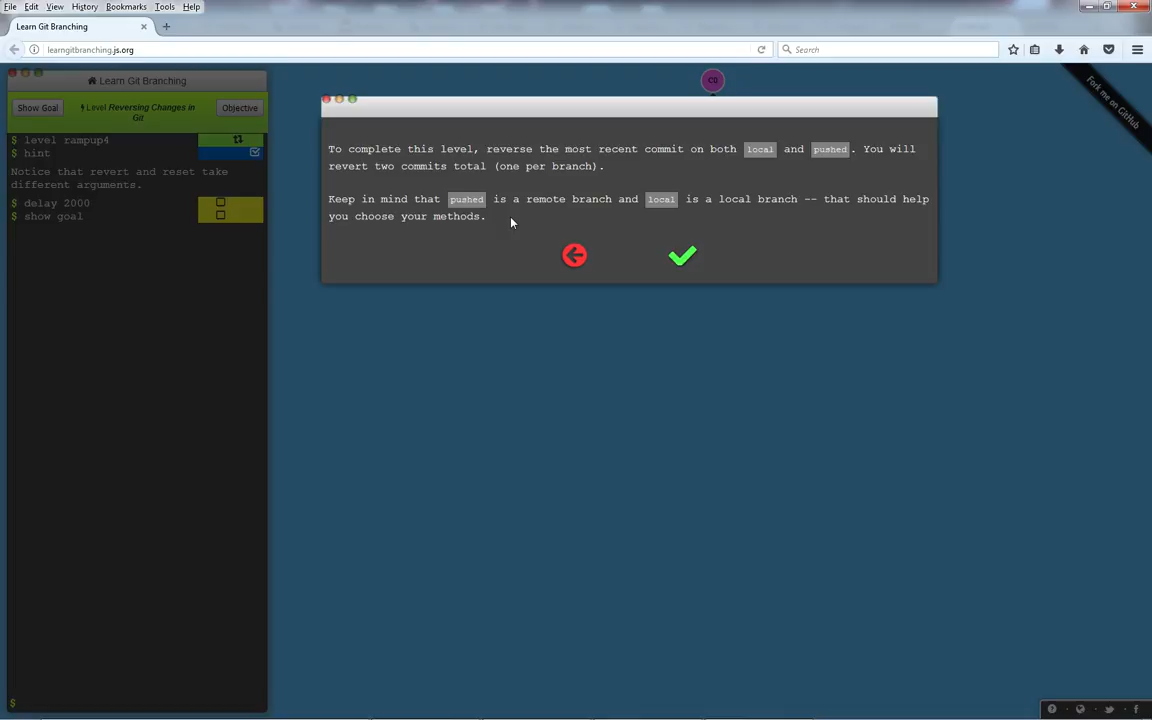 File Edit View History Bookmarks Tools Help
Learn Git Branching
learngitbranching.js.org
Search
Learn Git Branching
Show Goal
Level Reversing Changes in
Git
Objective
$ level rampup4
$ hint
Notice that revert and reset take
different arguments.
$ delay 2000
$ show goal
$
C0
Fork me on GitHub
To complete this level, reverse the most recent commit on both local and pushed. You will
revert two commits total (one per branch).
Keep in mind that pushed is a remote branch and local is a local branch -- that should help
you choose your methods.